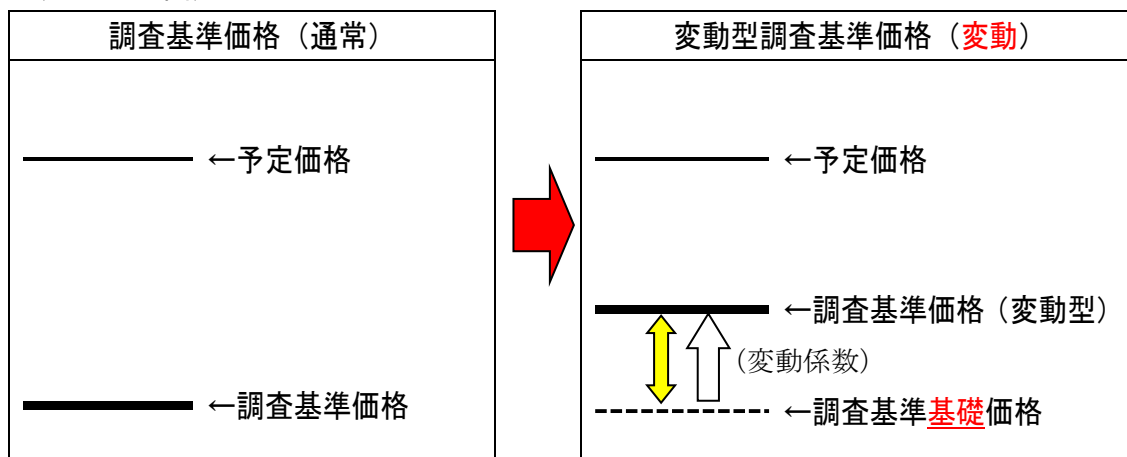 調査基準価格（通常）
←予定価格
←調査基準価格
変動型調査基準価格（変動）
←予定価格
←調査基準価格（変動型）
（変動係数）
←調査基準基礎価格